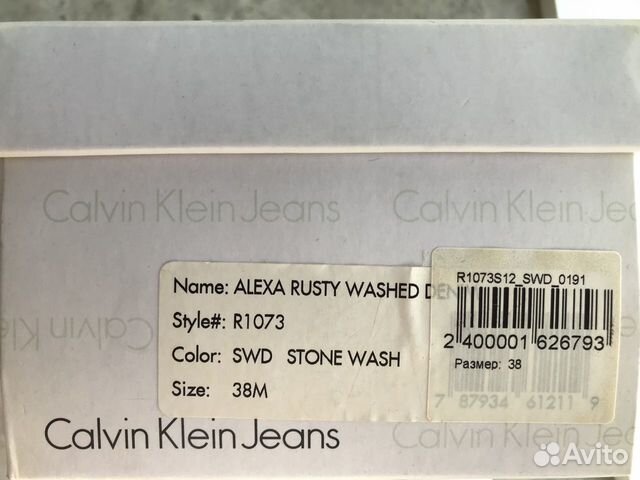 Calvin Klein Jeans Calvin Klein Jeans
Name: ALEXA RUSTY WASHED DEN
Style#: R1073
Color: SWD STONE WASH
Size: 38M
R1073S12_SWD_0191
2 400001 626793
Размер: 38
7 87934 61211 9
Calvin Klein Jeans
Avito